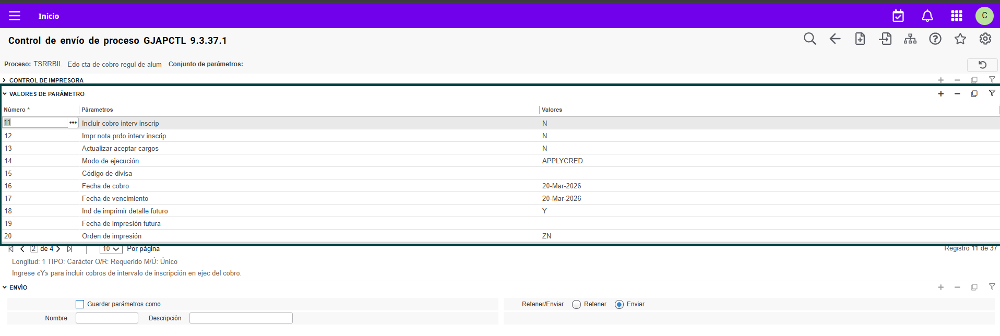 Inicio
C
Control de envío de proceso GJAPCTL 9.3.37.1
Proceso: TSRRBIL Edo cta de cobro regul de alum Conjunto de parámetros:
CONTROL DE IMPRESORA
VALORES DE PARÁMETRO
Número * Párametros Valores
11 Incluir cobro interv inscrip N
12 Impr nota prdo interv inscrip N
13 Actualizar aceptar cargos N
14 Modo de ejecución APPLYCRED
15 Código de divisa
16 Fecha de cobro 20-Mar-2026
17 Fecha de vencimiento 20-Mar-2026
18 Ind de imprimir detalle futuro Y
19 Fecha de impresión futura
20 Orden de impresión ZN
2 de 4 10 Por página Registro 11 de 37
Longitud: 1 TIPO: Carácter O/R: Requerido M/Ú: Único
Ingrese «Y» para incluir cobros de intervalo de inscripción en ejec del cobro.
ENVÍO
Guardar parámetros como Retener/Enviar Retener Enviar
Nombre Descripción